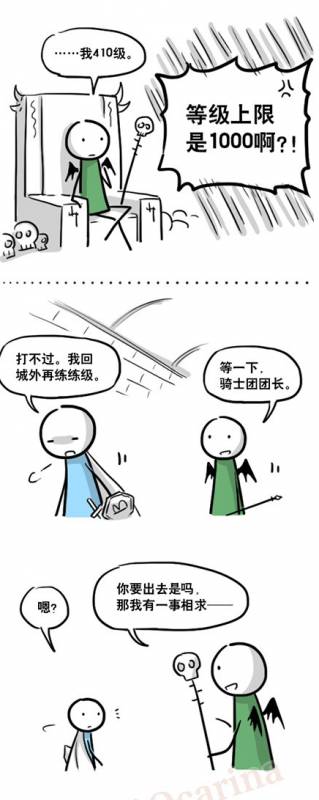 ……我410级。
等级上限
是1000啊?!
打不过。我回
城外再练练级。
等一下，
骑士团团长。
你要出去是吗，
那我有一事相求——
嗯?
Ocarina